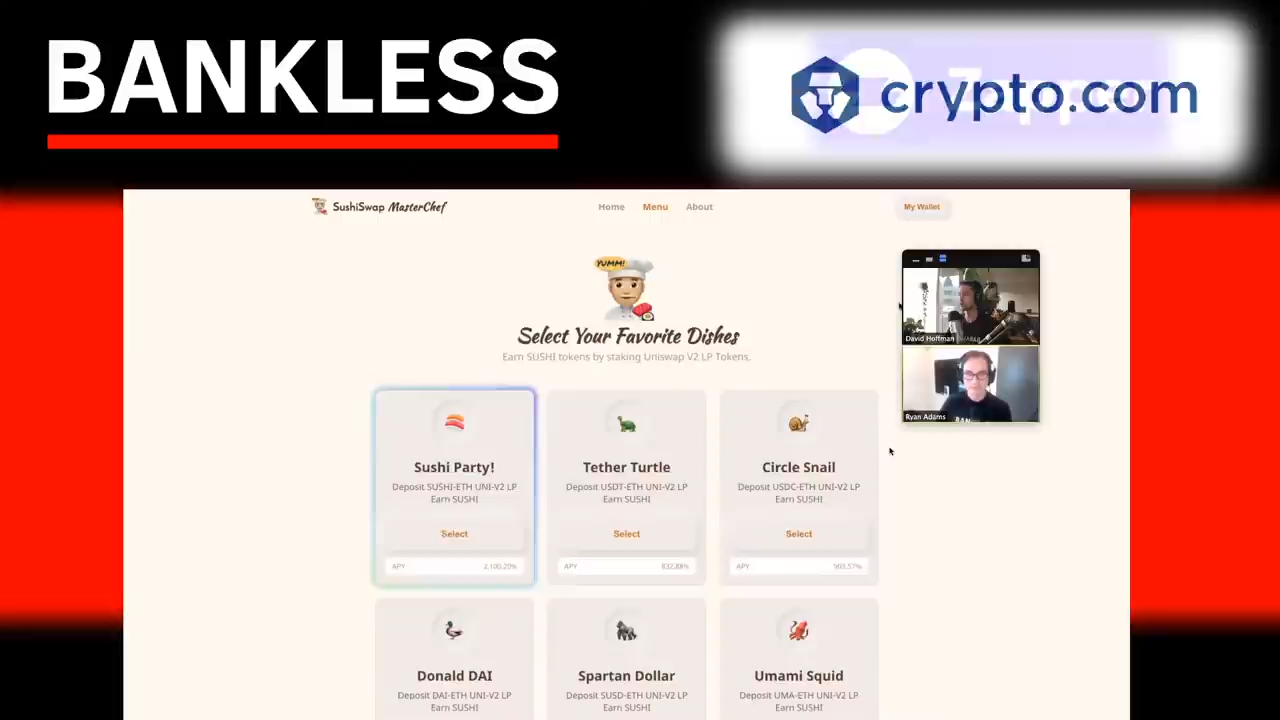 BANKLESS
crypto.com
SushiSwap MasterChef
Home
Menu
About
My Wallet
YUMM!
Select Your Favorite Dishes
Earn SUSHI tokens by staking Uniswap V2 LP Tokens.
David Hoffman
Ryan Adams
Sushi Party!
Deposit SUSHI-ETH UNI-V2 LP
Earn SUSHI
Select
APY 2,100.20%
Tether Turtle
Deposit USDT-ETH UNI-V2 LP
Earn SUSHI
Select
APY
Circle Snail
Deposit USDC-ETH UNI-V2 LP
Earn SUSHI
Select
APY
Donald DAI
Deposit DAI-ETH UNI-V2 LP
Earn SUSHI
Spartan Dollar
Deposit SUSD-ETH UNI-V2 LP
Earn SUSHI
Umami Squid
Deposit UMA-ETH UNI-V2 LP
Earn SUSHI